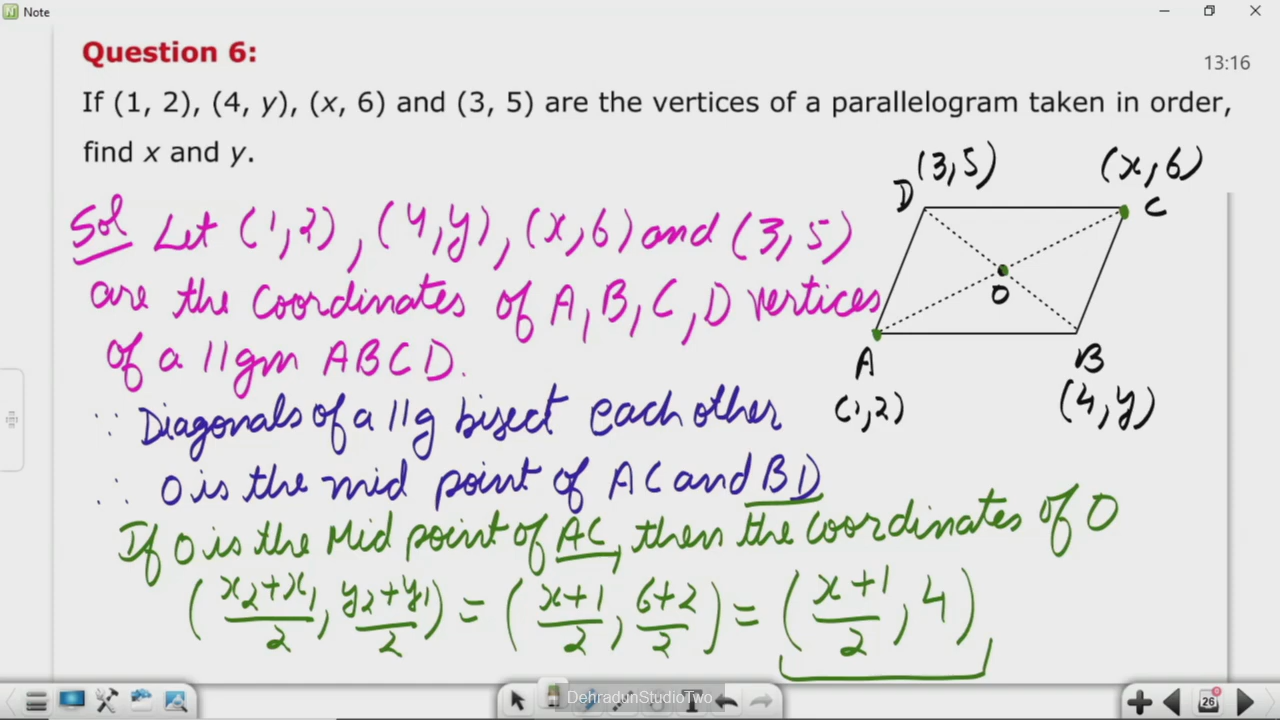 Note
Question 6:
13:16
If (1, 2), (4, y), (x, 6) and (3, 5) are the vertices of a parallelogram taken in order,
find x and y.
D (3,5)
(x,6) C
O
A (1,2)
B (4,y)
Sol Let (1,2), (4,y), (x,6) and (3,5)
are the coordinates of A, B, C, D vertices
of a 11gm ABCD.
∵ Diagonals of a 11g bisect each other
∴ O is the mid point of AC and BD
If O is the Mid point of AC, then the coordinates of O
(x2+x1/2, y2+y1/2) = (x+1/2, 6+2/2) = (x+1/2, 4)
DehradunStudioTwo
26